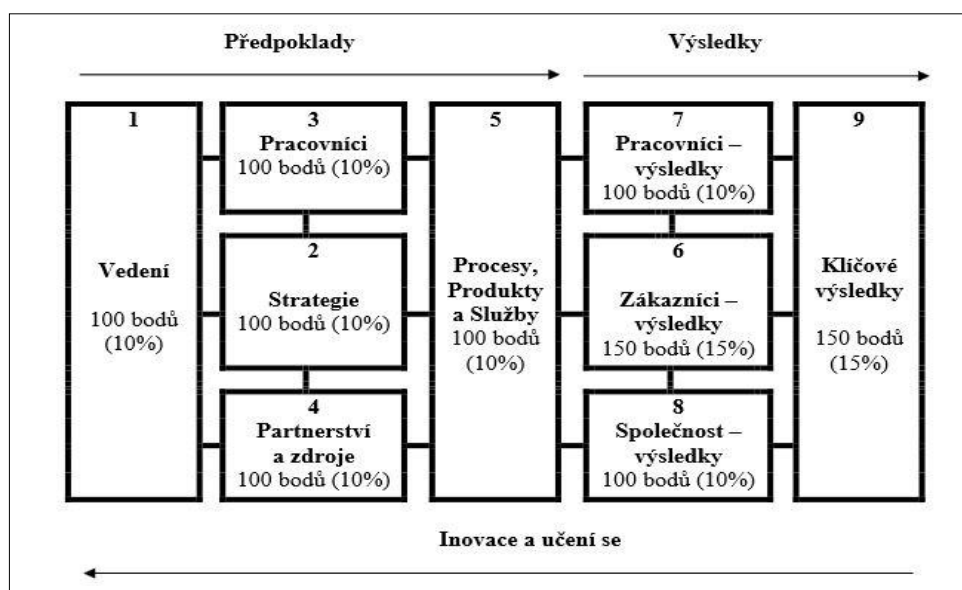 Předpoklady
Výsledky
1
Vedení
100 bodů
(10%)
3
Pracovníci
100 bodů (10%)
2
Strategie
100 bodů (10%)
4
Partnerství
a zdroje
100 bodů (10%)
5
Procesy,
Produkty
a Služby
100 bodů
(10%)
7
Pracovníci –
výsledky
100 bodů (10%)
6
Zákazníci –
výsledky
150 bodů (15%)
8
Společnost –
výsledky
100 bodů (10%)
9
Klíčové
výsledky
150 bodů
(15%)
Inovace a učení se